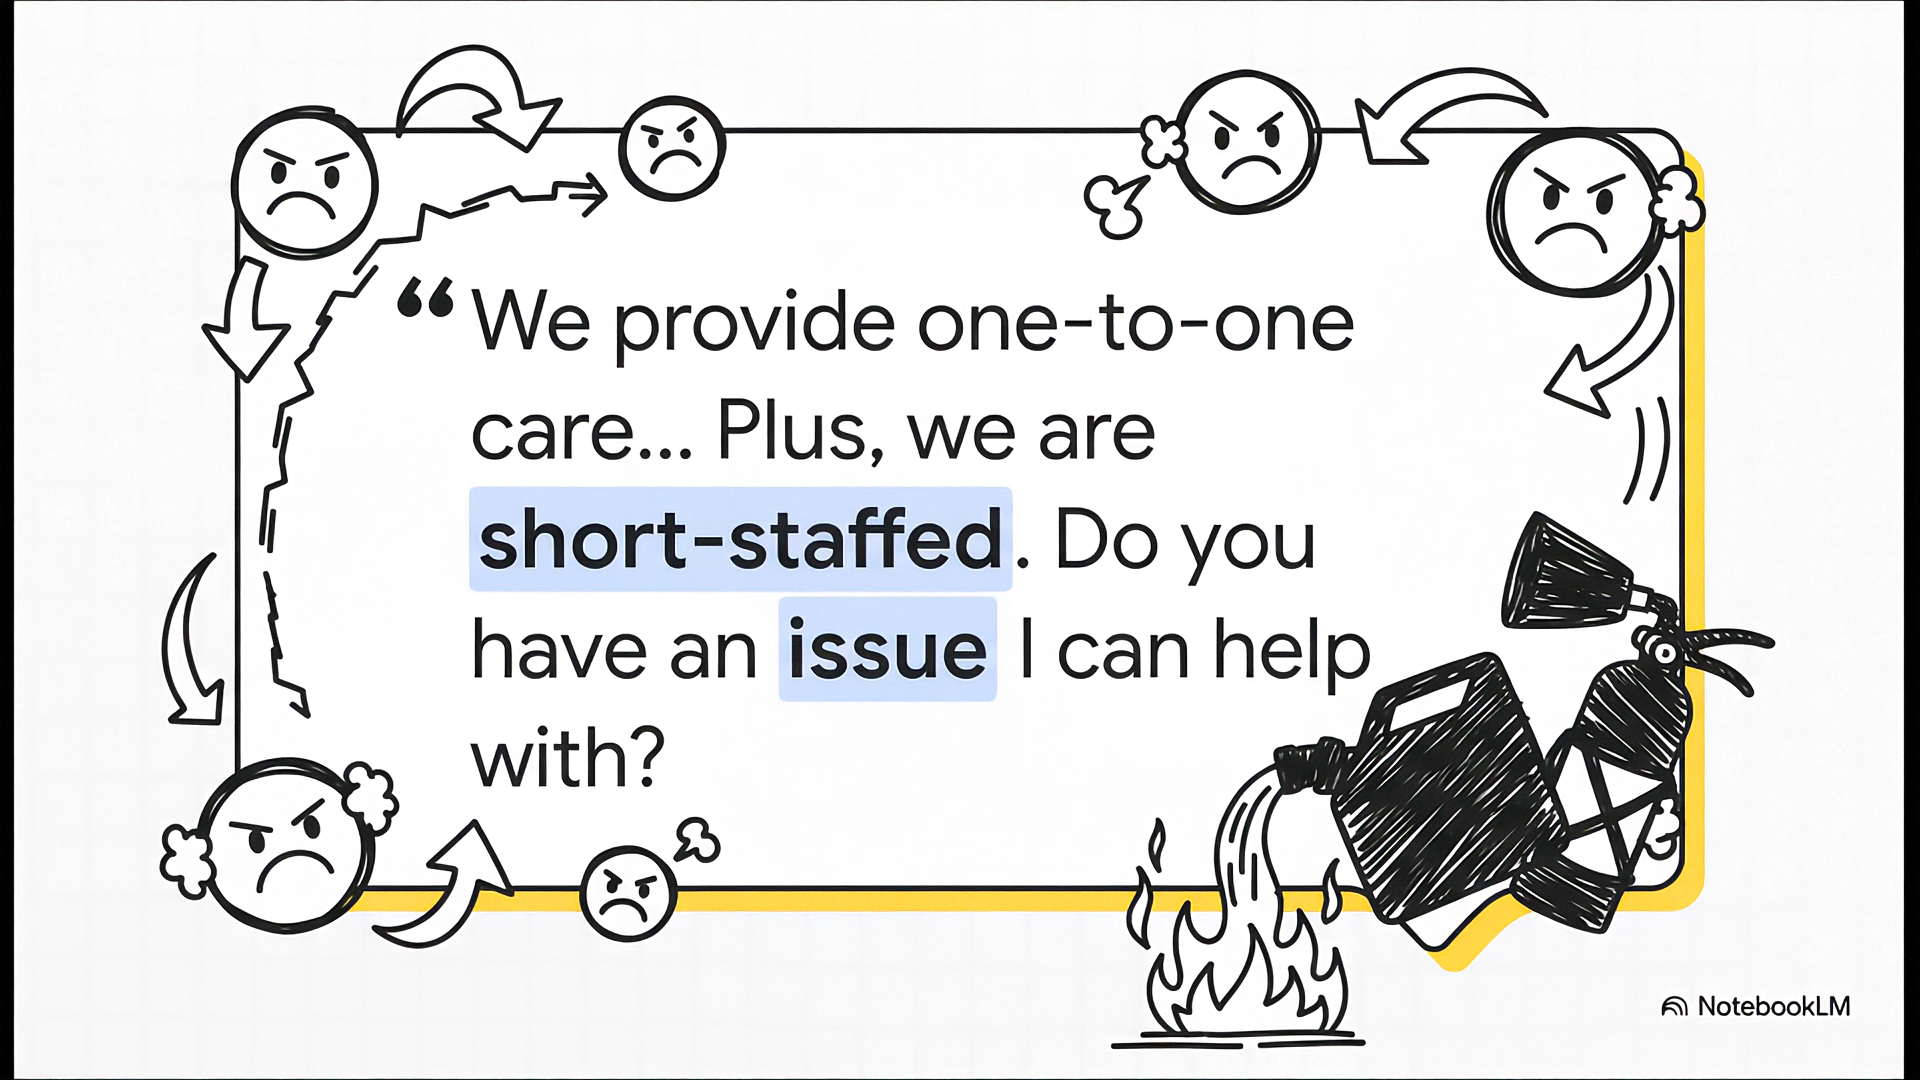 “We provide one-to-one
care... Plus, we are
short-staffed. Do you
have an issue I can help
with?
NotebookLM